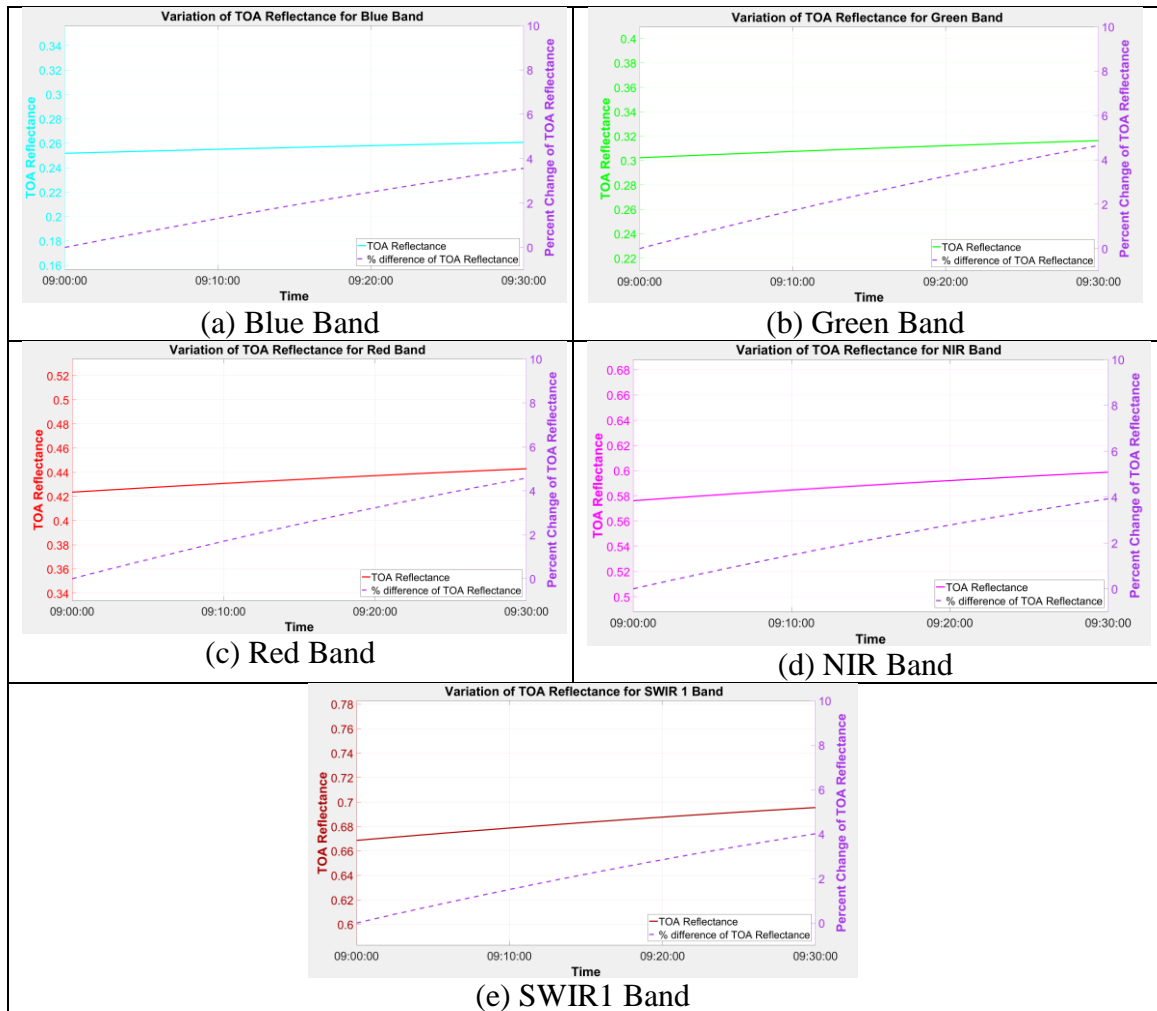 Variation of TOA Reflectance for Blue Band
TOA Reflectance
0.34
0.32
0.3
0.28
0.26
0.24
0.22
0.2
0.18
0.16
10
8
6
4
2
0
Percent Change of TOA Reflectance
TOA Reflectance
% difference of TOA Reflectance
09:00:00 09:10:00 09:20:00 09:30:00
Time
(a) Blue Band
Variation of TOA Reflectance for Green Band
TOA Reflectance
0.4
0.38
0.36
0.34
0.32
0.3
0.28
0.26
0.24
0.22
10
8
6
4
2
0
Percent Change of TOA Reflectance
TOA Reflectance
% difference of TOA Reflectance
09:00:00 09:10:00 09:20:00 09:30:00
Time
(b) Green Band
Variation of TOA Reflectance for Red Band
TOA Reflectance
0.52
0.5
0.48
0.46
0.44
0.42
0.4
0.38
0.36
0.34
10
8
6
4
2
0
Percent Change of TOA Reflectance
TOA Reflectance
% difference of TOA Reflectance
09:00:00 09:10:00 09:20:00 09:30:00
Time
(c) Red Band
Variation of TOA Reflectance for NIR Band
TOA Reflectance
0.68
0.66
0.64
0.62
0.6
0.58
0.56
0.54
0.52
0.5
10
8
6
4
2
0
Percent Change of TOA Reflectance
TOA Reflectance
% difference of TOA Reflectance
09:00:00 09:10:00 09:20:00 09:30:00
Time
(d) NIR Band
Variation of TOA Reflectance for SWIR 1 Band
TOA Reflectance
0.78
0.76
0.74
0.72
0.7
0.68
0.66
0.64
0.62
0.6
10
8
6
4
2
0
Percent Change of TOA Reflectance
TOA Reflectance
% difference of TOA Reflectance
09:00:00 09:10:00 09:20:00 09:30:00
Time
(e) SWIR1 Band